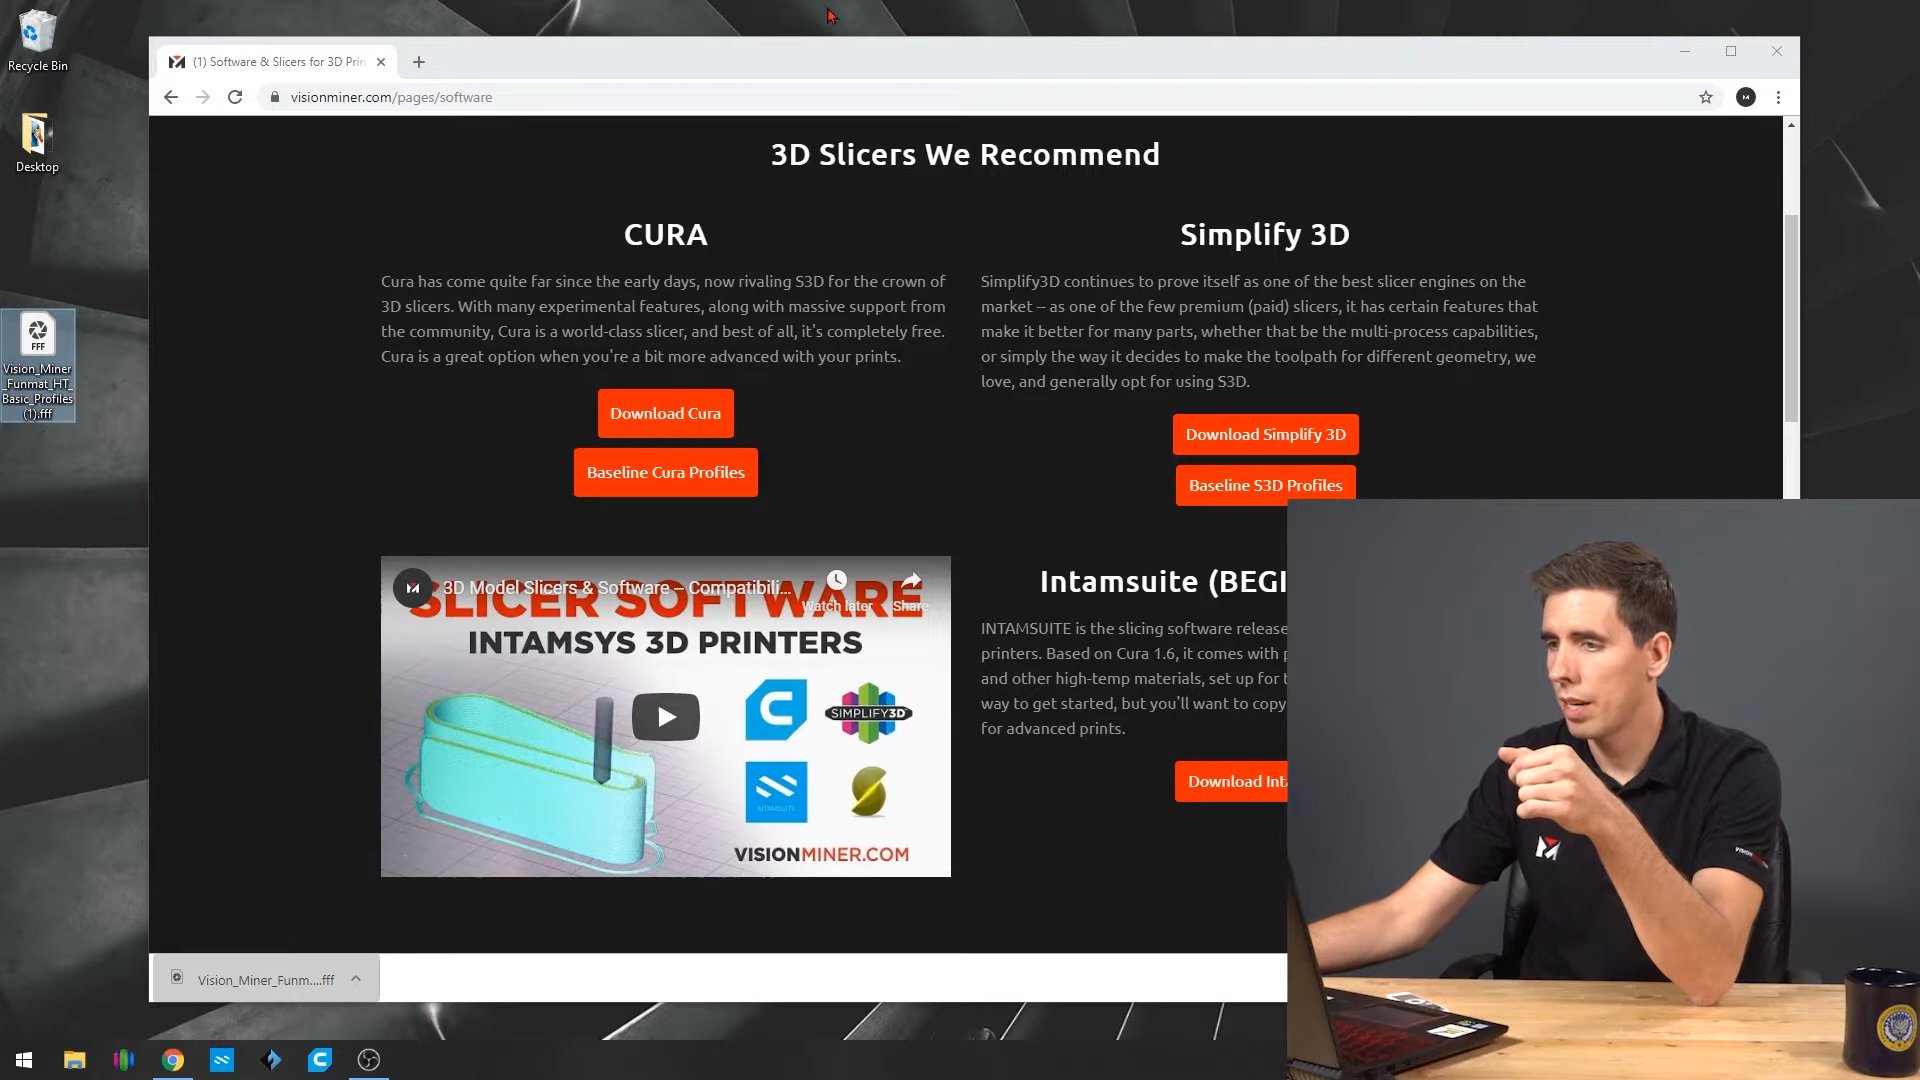 Recycle Bin
Desktop
FFF
Vision_Miner
_Funmat_HT_
Basic_Profiles
(1).fff
(1) Software & Slicers for 3D Prin
visionminer.com/pages/software
3D Slicers We Recommend
CURA
Cura has come quite far since the early days, now rivaling S3D for the crown of
3D slicers. With many experimental features, along with massive support from
the community, Cura is a world-class slicer, and best of all, it's completely free.
Cura is a great option when you're a bit more advanced with your prints.
Download Cura
Baseline Cura Profiles
Simplify 3D
Simplify3D continues to prove itself as one of the best slicer engines on the
market -- as one of the few premium (paid) slicers, it has certain features that
make it better for many parts, whether that be the multi-process capabilities,
or simply the way it decides to make the toolpath for different geometry, we
love, and generally opt for using S3D.
Download Simplify 3D
Baseline S3D Profiles
3D Model Slicers & Software – Compatibili...
Watch later
Share
SLICER SOFTWARE
INTAMSYS 3D PRINTERS
SIMPLIFY3D
INTAMSUITE
VISIONMINER.COM
Intamsuite (BEGI
INTAMSUITE is the slicing software release
printers. Based on Cura 1.6, it comes with p
and other high-temp materials, set up for t
way to get started, but you'll want to copy
for advanced prints.
Download Int
Vision_Miner_Funm....fff